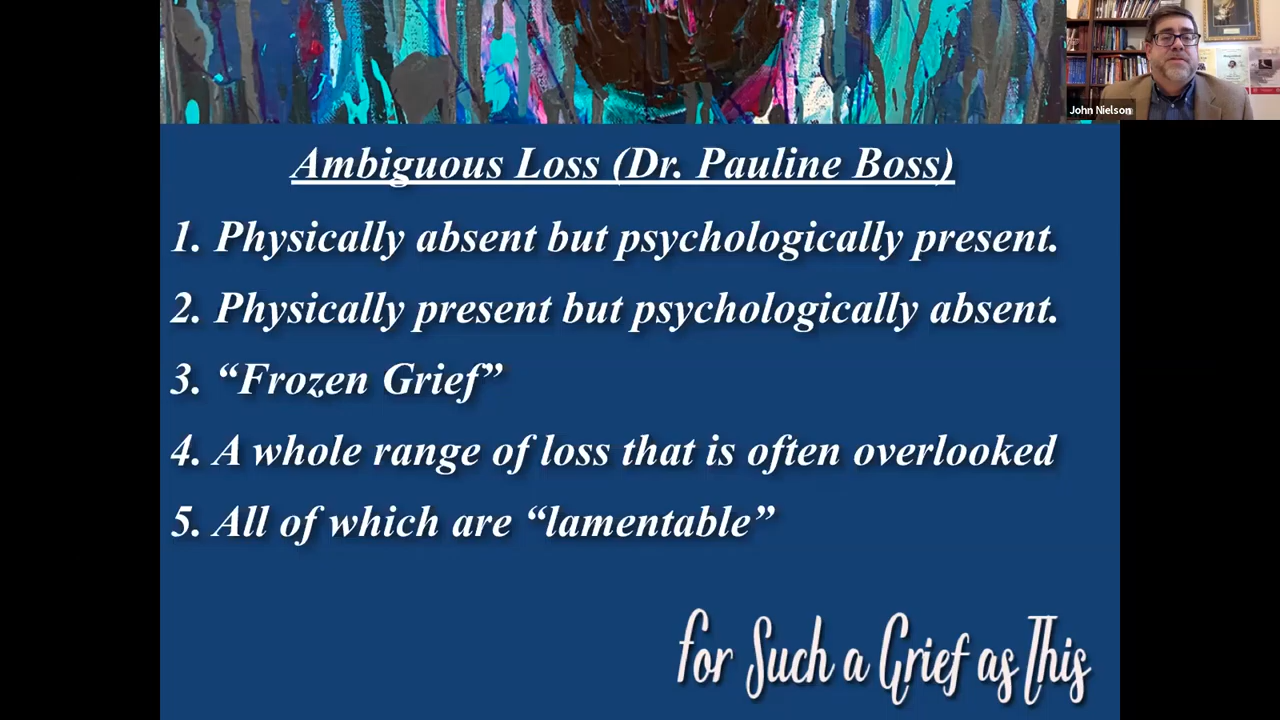 John Nielson
Ambiguous Loss (Dr. Pauline Boss)
1. Physically absent but psychologically present.
2. Physically present but psychologically absent.
3. “Frozen Grief”
4. A whole range of loss that is often overlooked
5. All of which are “lamentable”
for Such a Grief as This